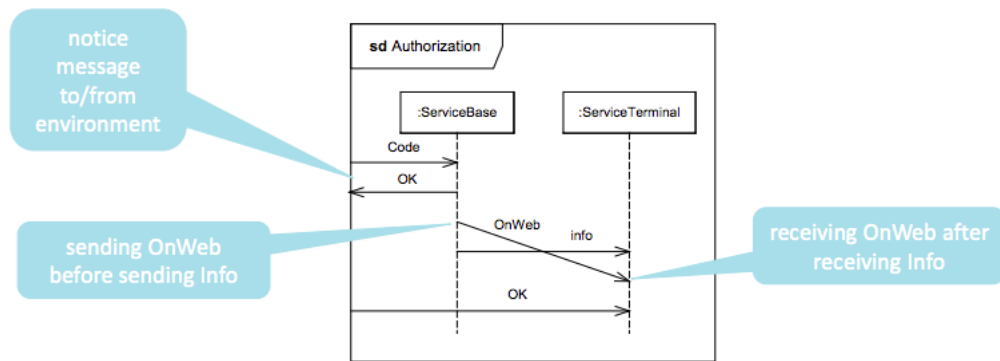 notice
message
to/from
environment
sd Authorization
:ServiceBase
:ServiceTerminal
Code
OK
OnWeb
info
sending OnWeb
before sending Info
receiving OnWeb after
receiving Info
OK